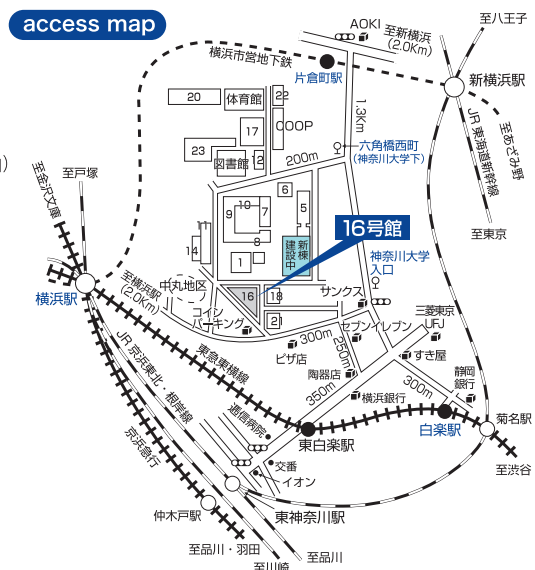 access map
AOKI
至新横浜
(2.0Km)
至八王子
横浜市営地下鉄
片倉町駅
新横浜駅
20
体育館
22
COOP
17
23
図書館
12
200m
1.3Km
六角橋西町
(神奈川大学下)
至あざみ野
JR 東海道新幹線
至東京
至金沢文庫
至戸塚
6
5
10
9
7
8
11
14
1
新棟
建設中
16号館
神奈川大学
入口
横浜駅
至横浜駅
(2.0Km)
中丸地区
16
18
21
サンクス
コイン
パーキング
300m
250m
セブンイレブン
三菱東京
UFJ
ピザ店
すき屋
陶器店
静岡
銀行
300m
350m
横浜銀行
東急東横線
JR 京浜東北・根岸線
京浜急行
逓信病院
東白楽駅
白楽駅
菊名駅
至渋谷
交番
イオン
東神奈川駅
仲木戸駅
至品川・羽田
至品川
至川崎